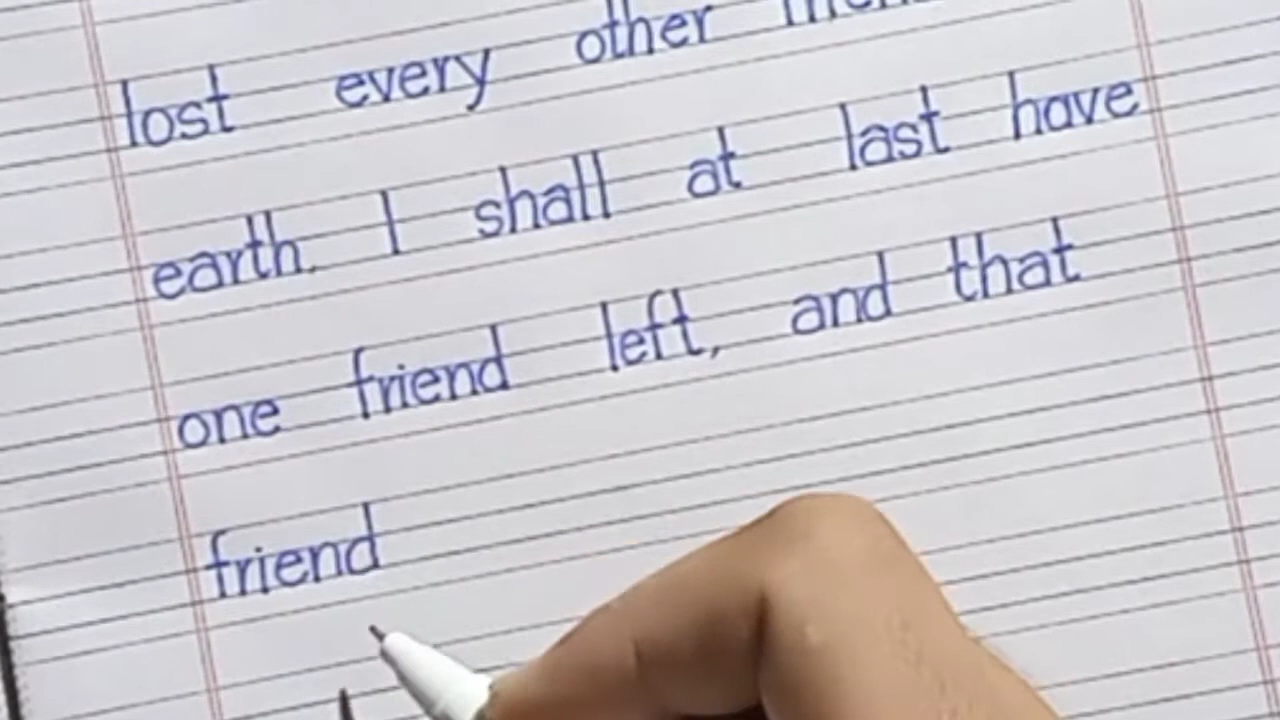 lost every other
earth, I shall at last have
one friend left, and that
friend